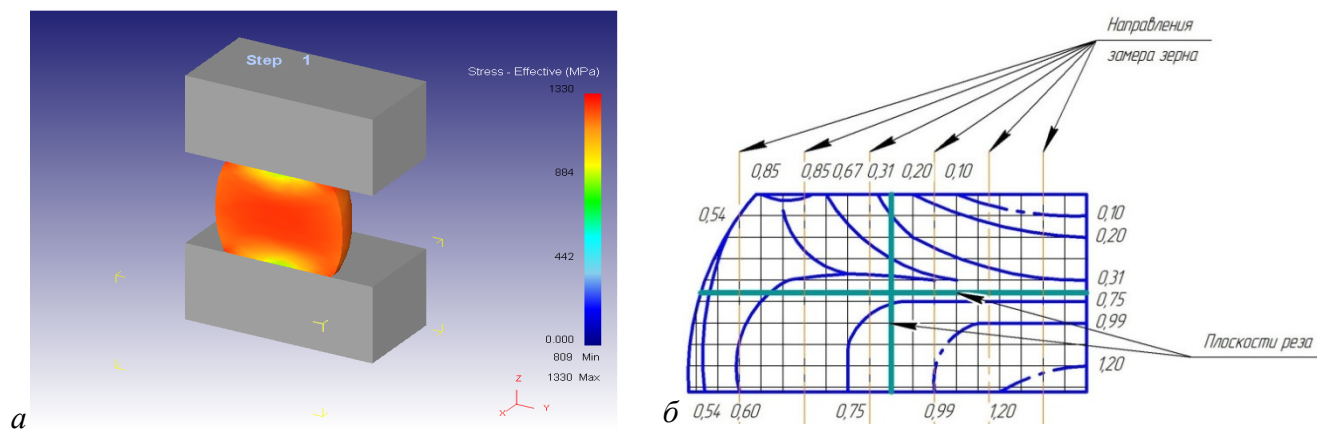 Step 1
Stress - Effective (MPa)
1330
884
442
0.000
809 Min
1330 Max
Z
X Y
а
Направления
замера зерна
0,85 0,85 0,67 0,31 0,20 0,10
0,54
0,10
0,20
0,31
0,75
0,99
1,20
Плоскости реза
0,54 0,60 0,75 0,99 1,20
б